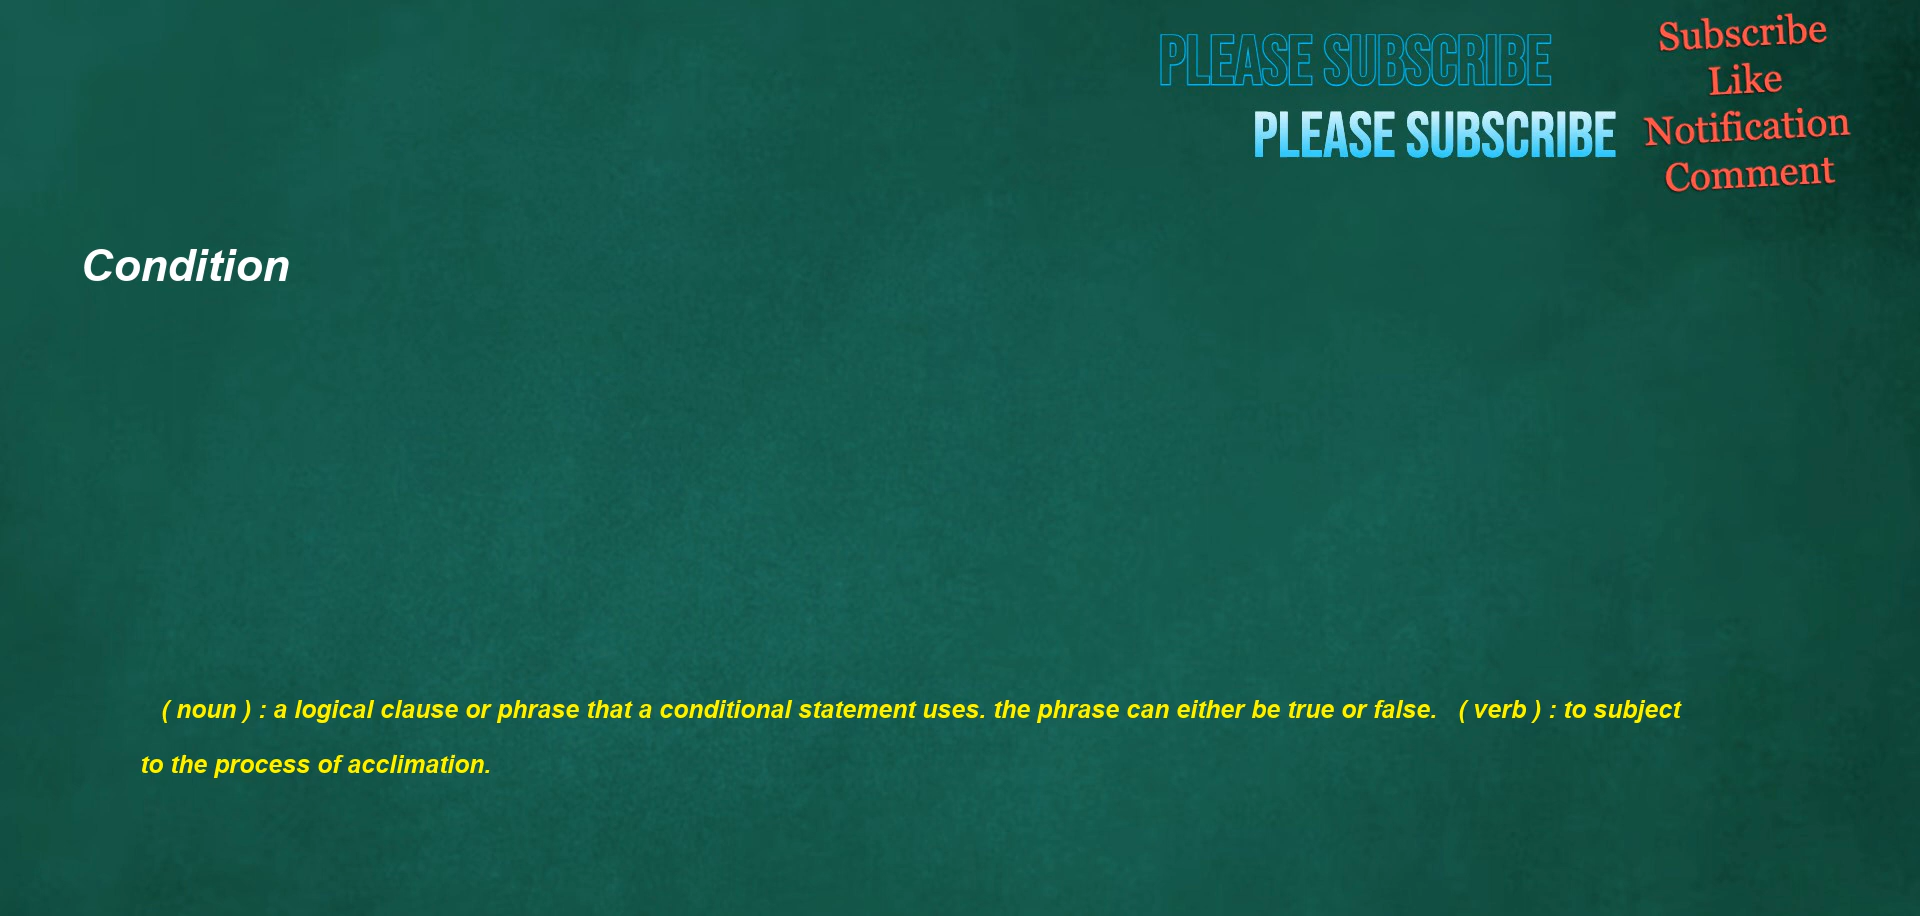 PLEASE SUBSCRIBE
PLEASE SUBSCRIBE
Subscribe
Like
Notification
Comment
Condition
( noun ) : a logical clause or phrase that a conditional statement uses. the phrase can either be true or false. ( verb ) : to subject
to the process of acclimation.